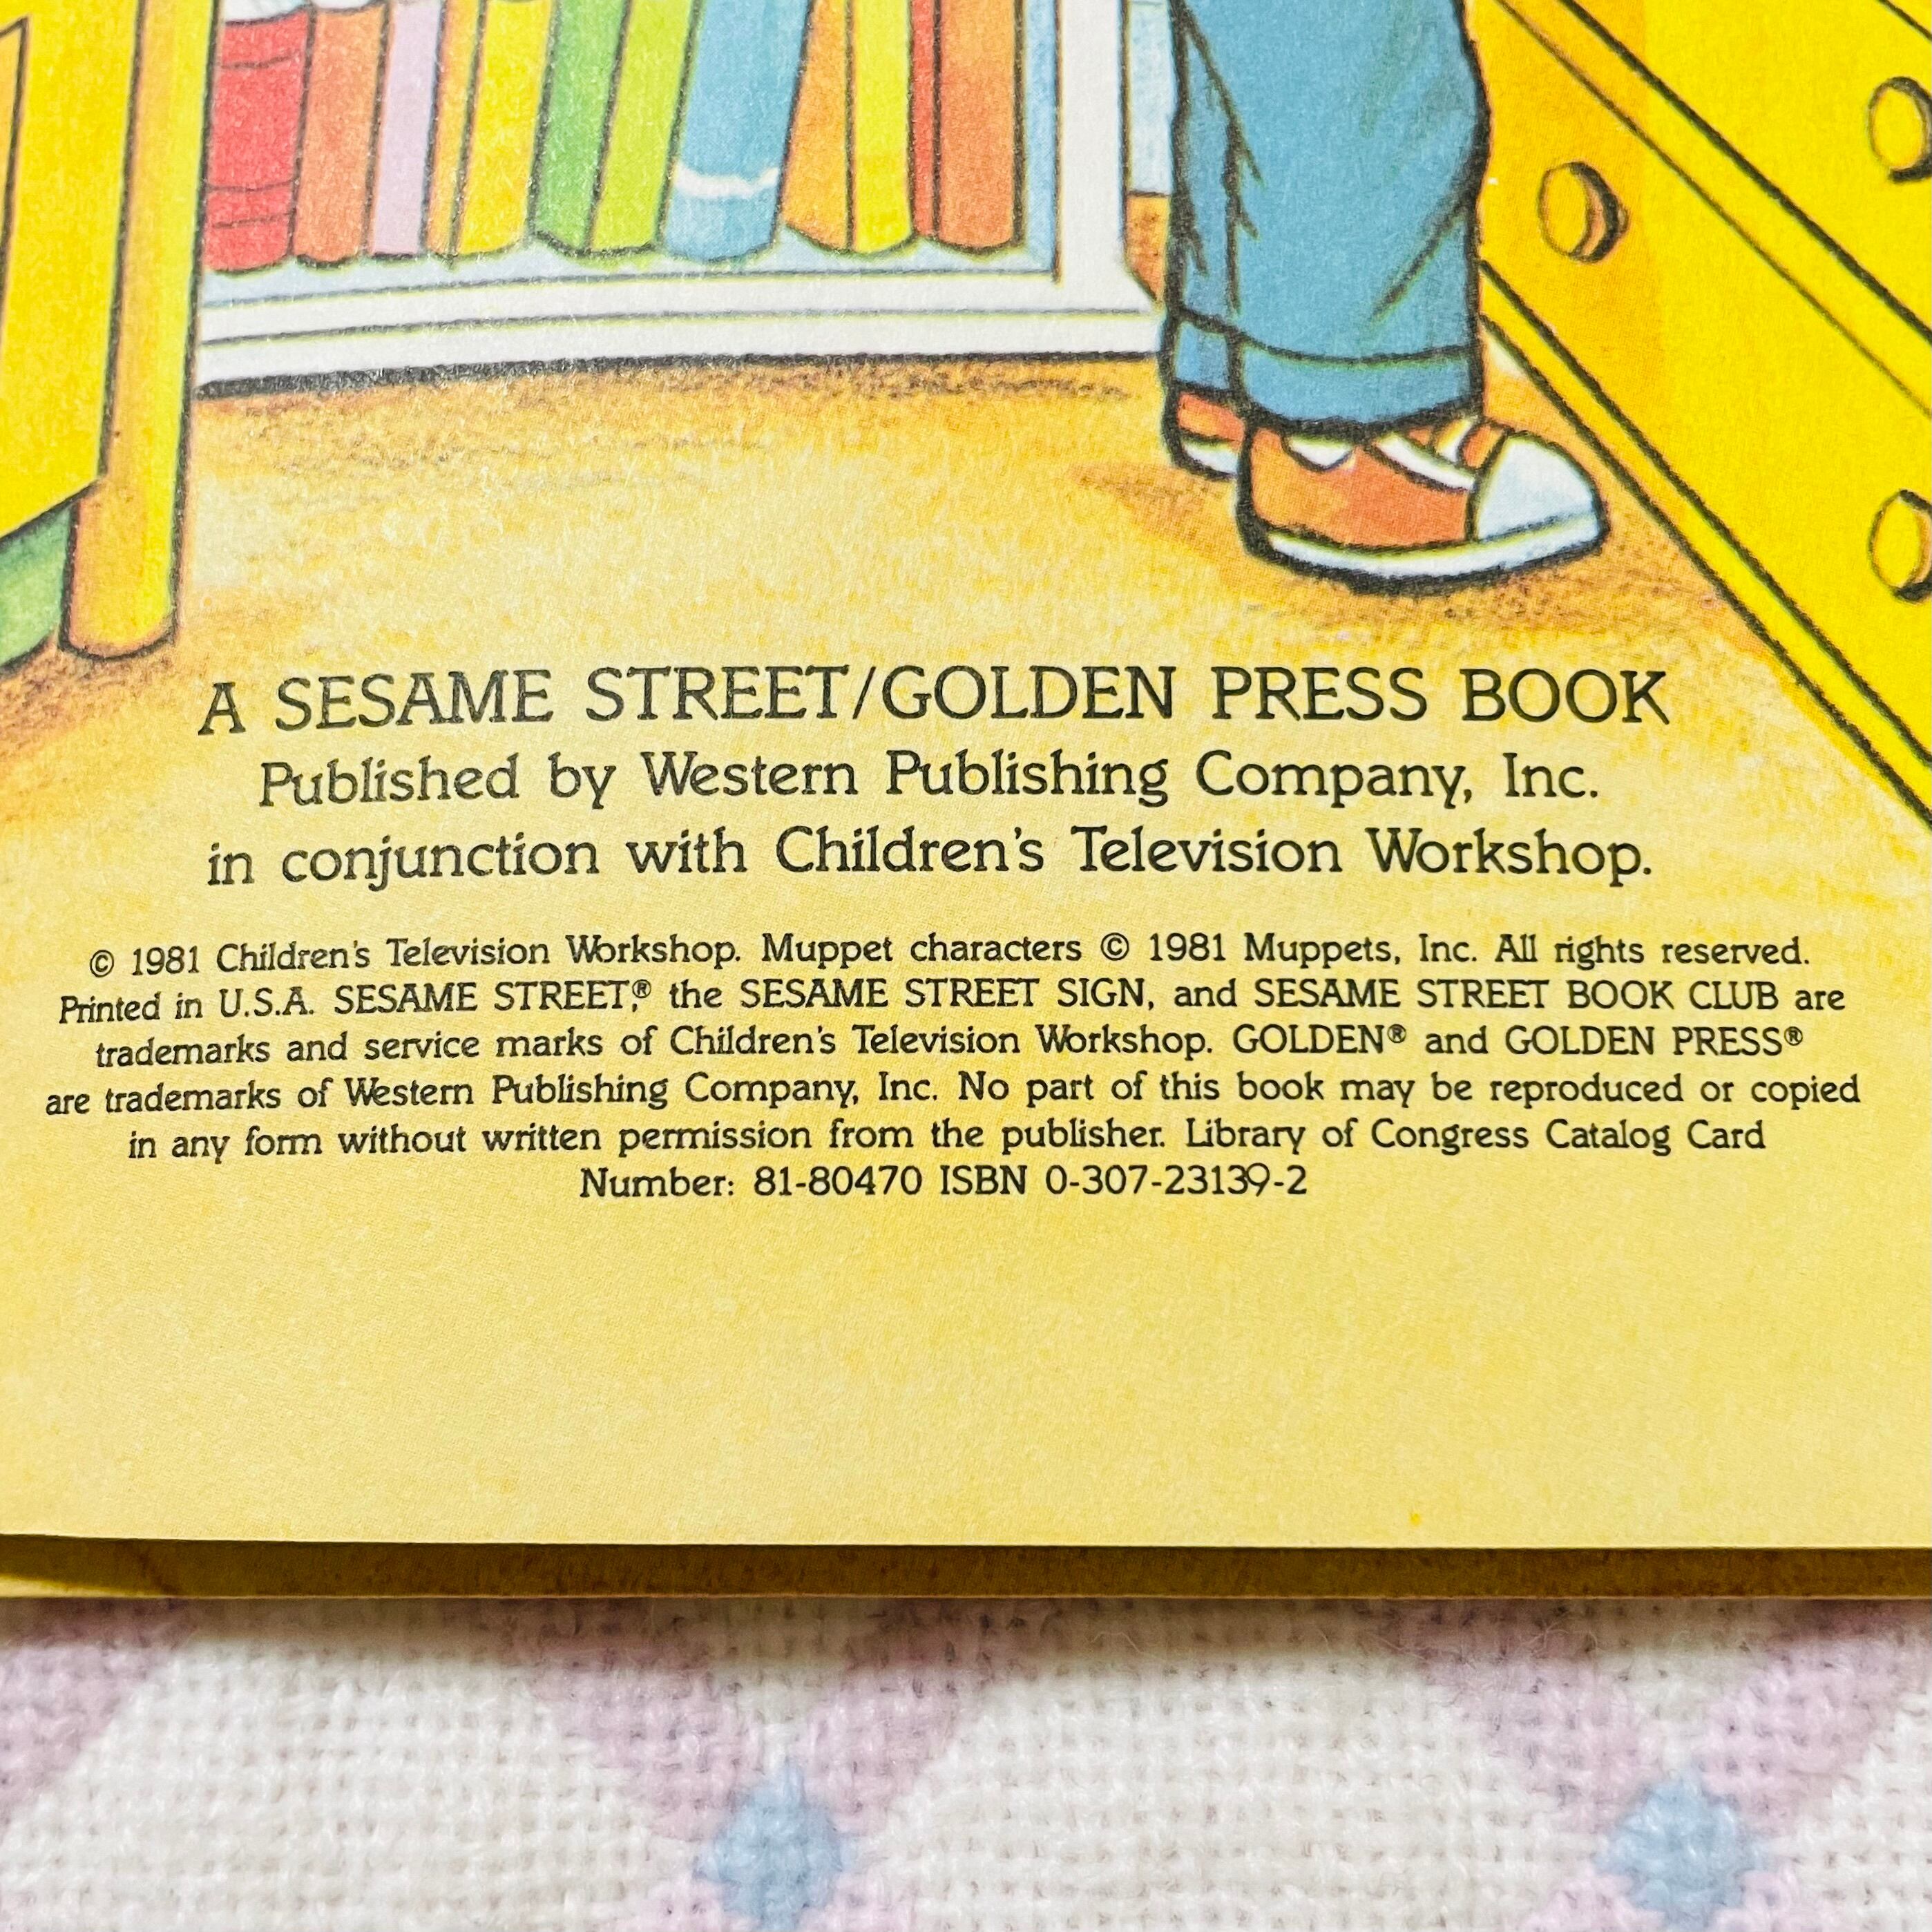 A SESAME STREET/GOLDEN PRESS BOOK
Published by Western Publishing Company, Inc.
in conjunction with Children's Television Workshop.
© 1981 Children's Television Workshop. Muppet characters © 1981 Muppets, Inc. All rights reserved.
Printed in U.S.A. SESAME STREET,® the SESAME STREET SIGN, and SESAME STREET BOOK CLUB are
trademarks and service marks of Children's Television Workshop. GOLDEN® and GOLDEN PRESS®
are trademarks of Western Publishing Company, Inc. No part of this book may be reproduced or copied
in any form without written permission from the publisher. Library of Congress Catalog Card
Number: 81-80470 ISBN 0-307-23139-2